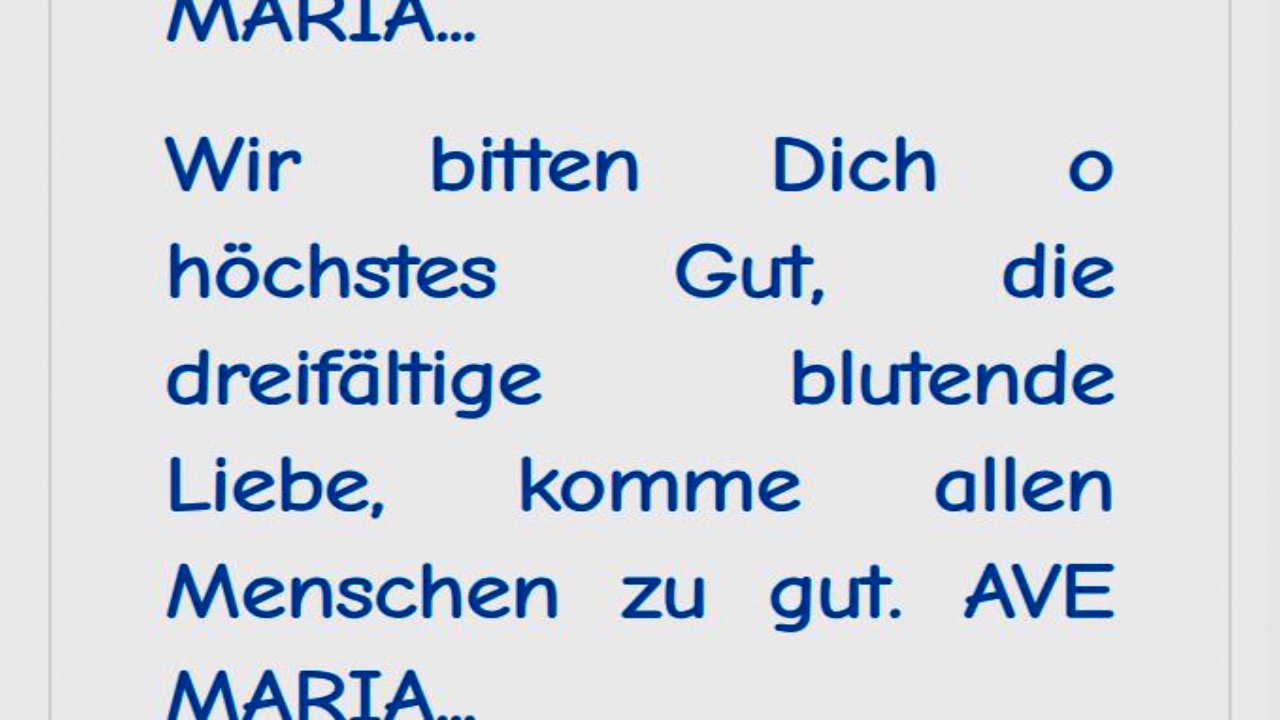 MARIA...
Wir bitten Dich o
höchstes Gut, die
dreifältige blutende
Liebe, komme allen
Menschen zu gut. AVE
MARIA...